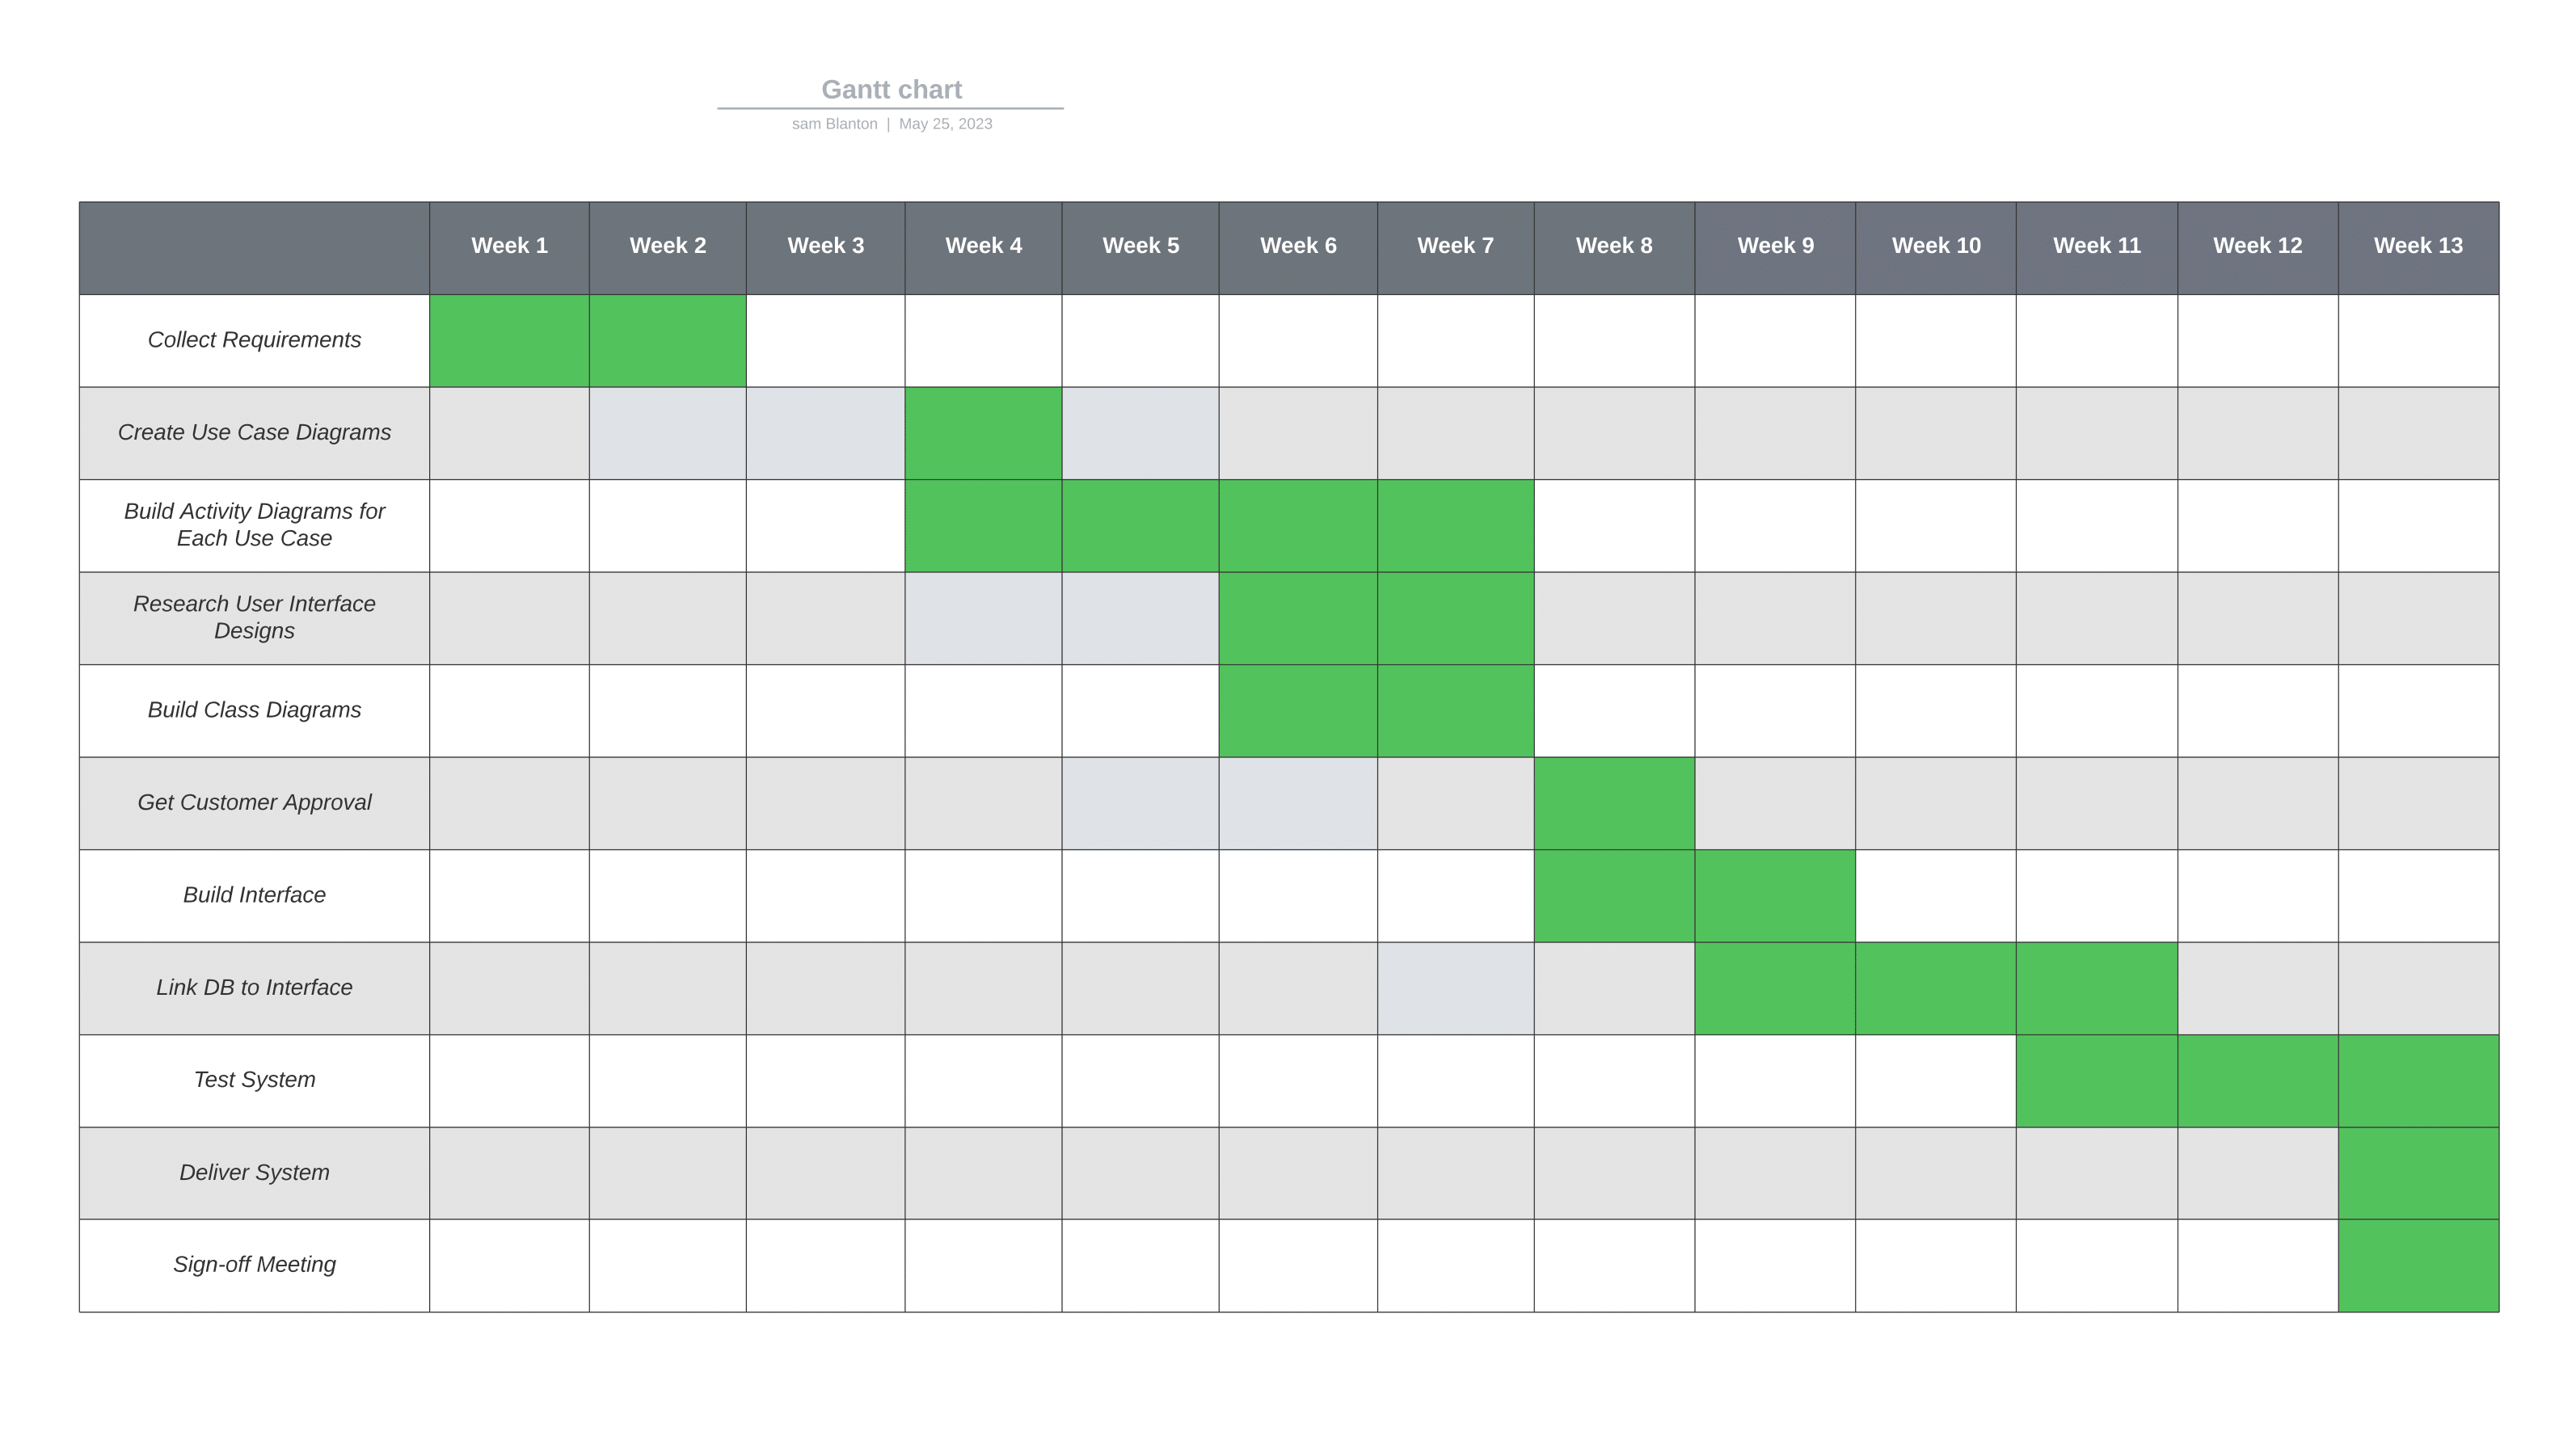 Gantt chart
sam Blanton | May 25, 2023
Week 1 Week 2 Week 3 Week 4 Week 5 Week 6 Week 7 Week 8 Week 9 Week 10 Week 11 Week 12 Week 13
Collect Requirements
Create Use Case Diagrams
Build Activity Diagrams for
Each Use Case
Research User Interface
Designs
Build Class Diagrams
Get Customer Approval
Build Interface
Link DB to Interface
Test System
Deliver System
Sign-off Meeting